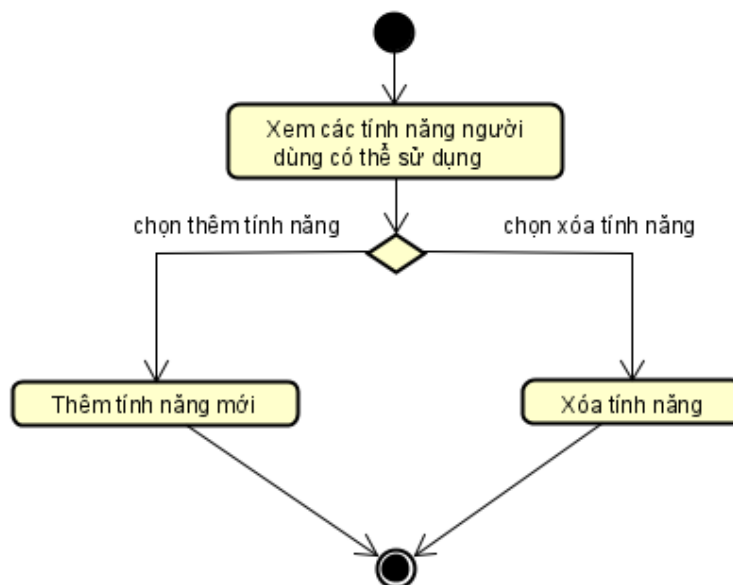 Xem các tính năng người
dùng có thể sử dụng
chọn thêm tính năng
chọn xóa tính năng
Thêm tính năng mới
Xóa tính năng